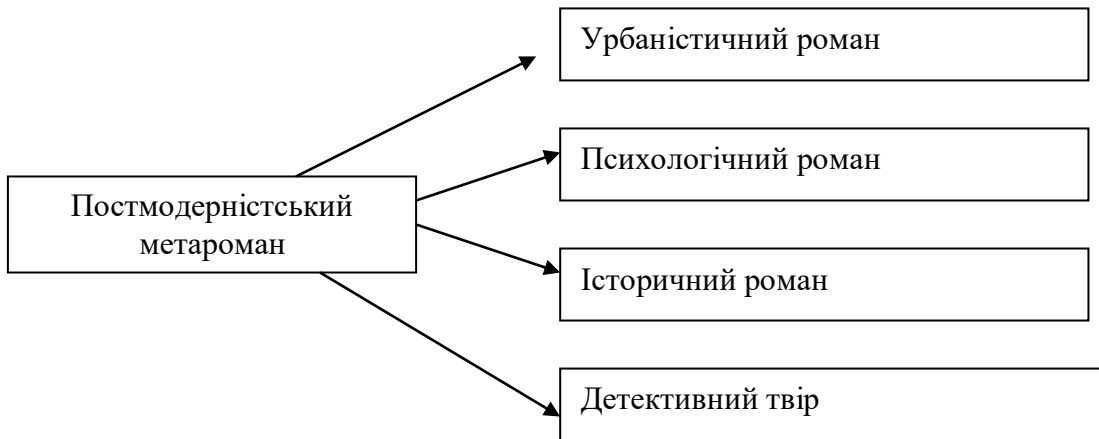 Урбаністичний роман
Психологічний роман
Постмодерністський
метароман
Історичний роман
Детективний твір